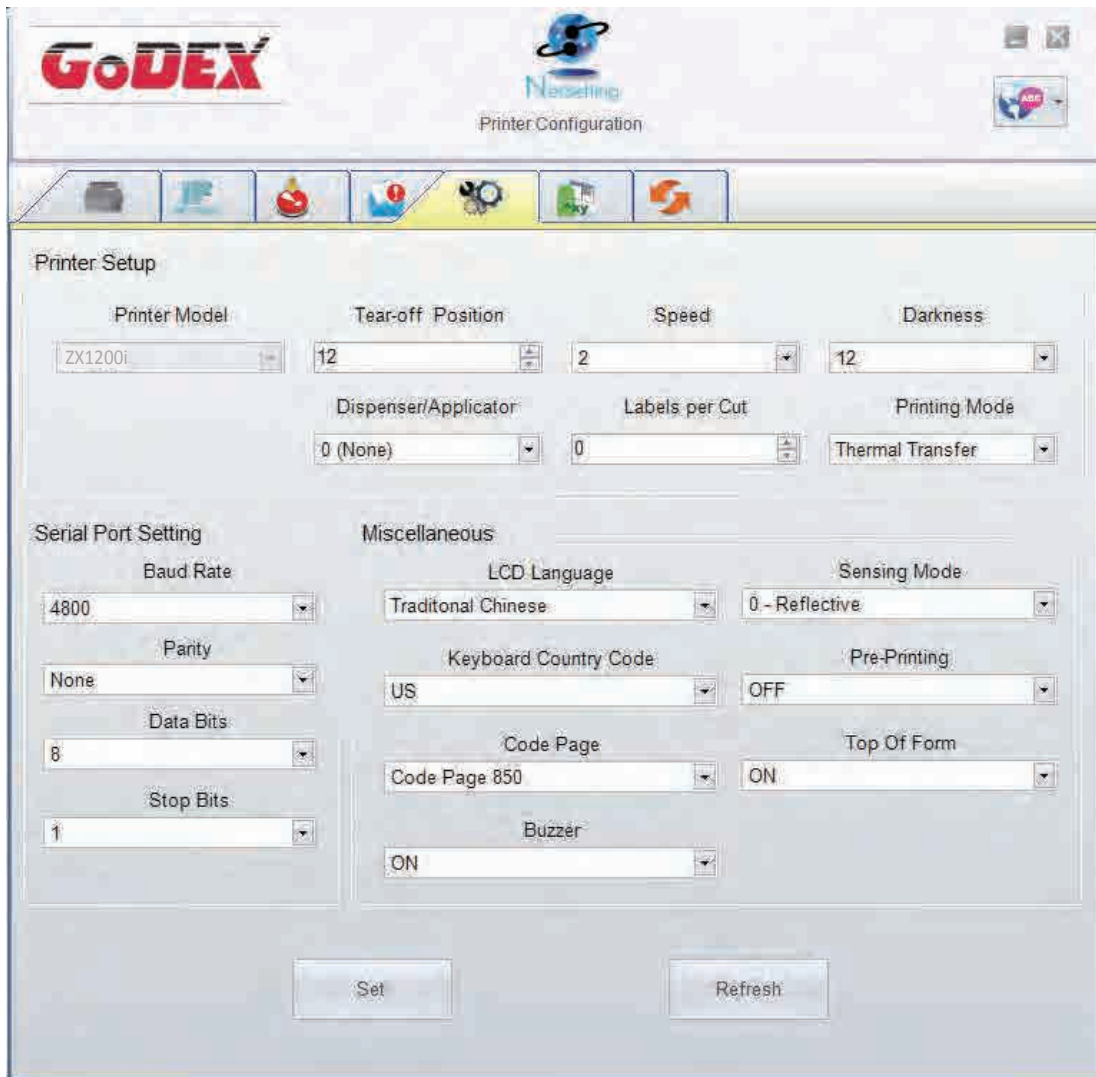 GoDEX
Netsetting
Printer Configuration
ABC
Printer Setup
Printer Model Tear-off Position Speed Darkness
ZX1200i 12 2 12
Dispenser/Applicator Labels per Cut Printing Mode
0 (None) 0 Thermal Transfer
Serial Port Setting Miscellaneous
Baud Rate LCD Language Sensing Mode
4800 Traditonal Chinese 0 - Reflective
Parity Keyboard Country Code Pre-Printing
None US OFF
Data Bits Code Page Top Of Form
8 Code Page 850 ON
Stop Bits Buzzer
1 ON
Set Refresh